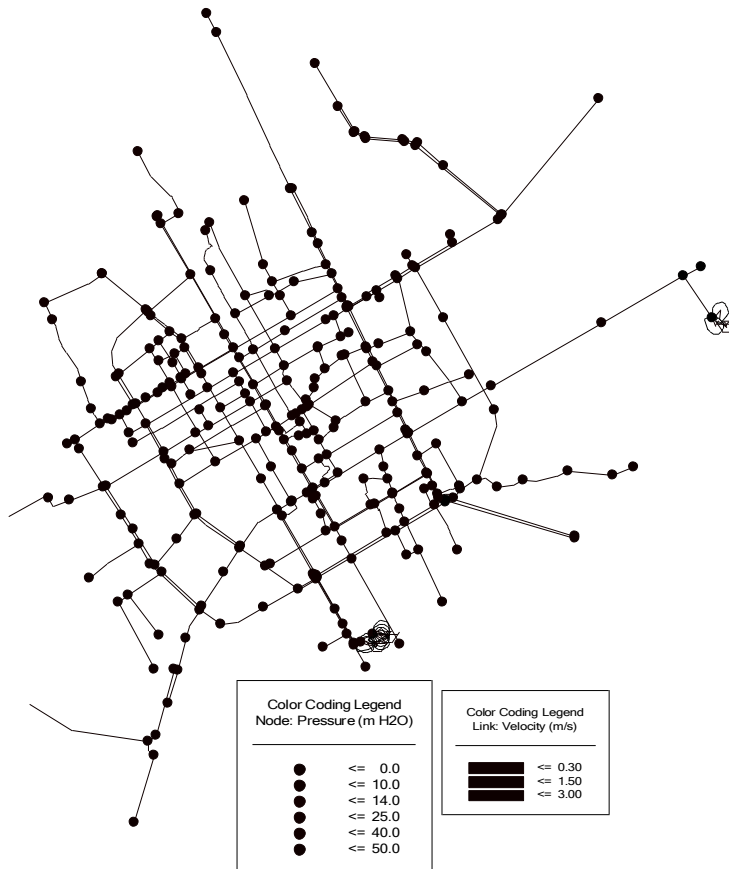 Color Coding Legend
Node: Pressure (m H2O)
<= 0.0
<= 10.0
<= 14.0
<= 25.0
<= 40.0
<= 50.0
Color Coding Legend
Link: Velocity (m/s)
<= 0.30
<= 1.50
<= 3.00